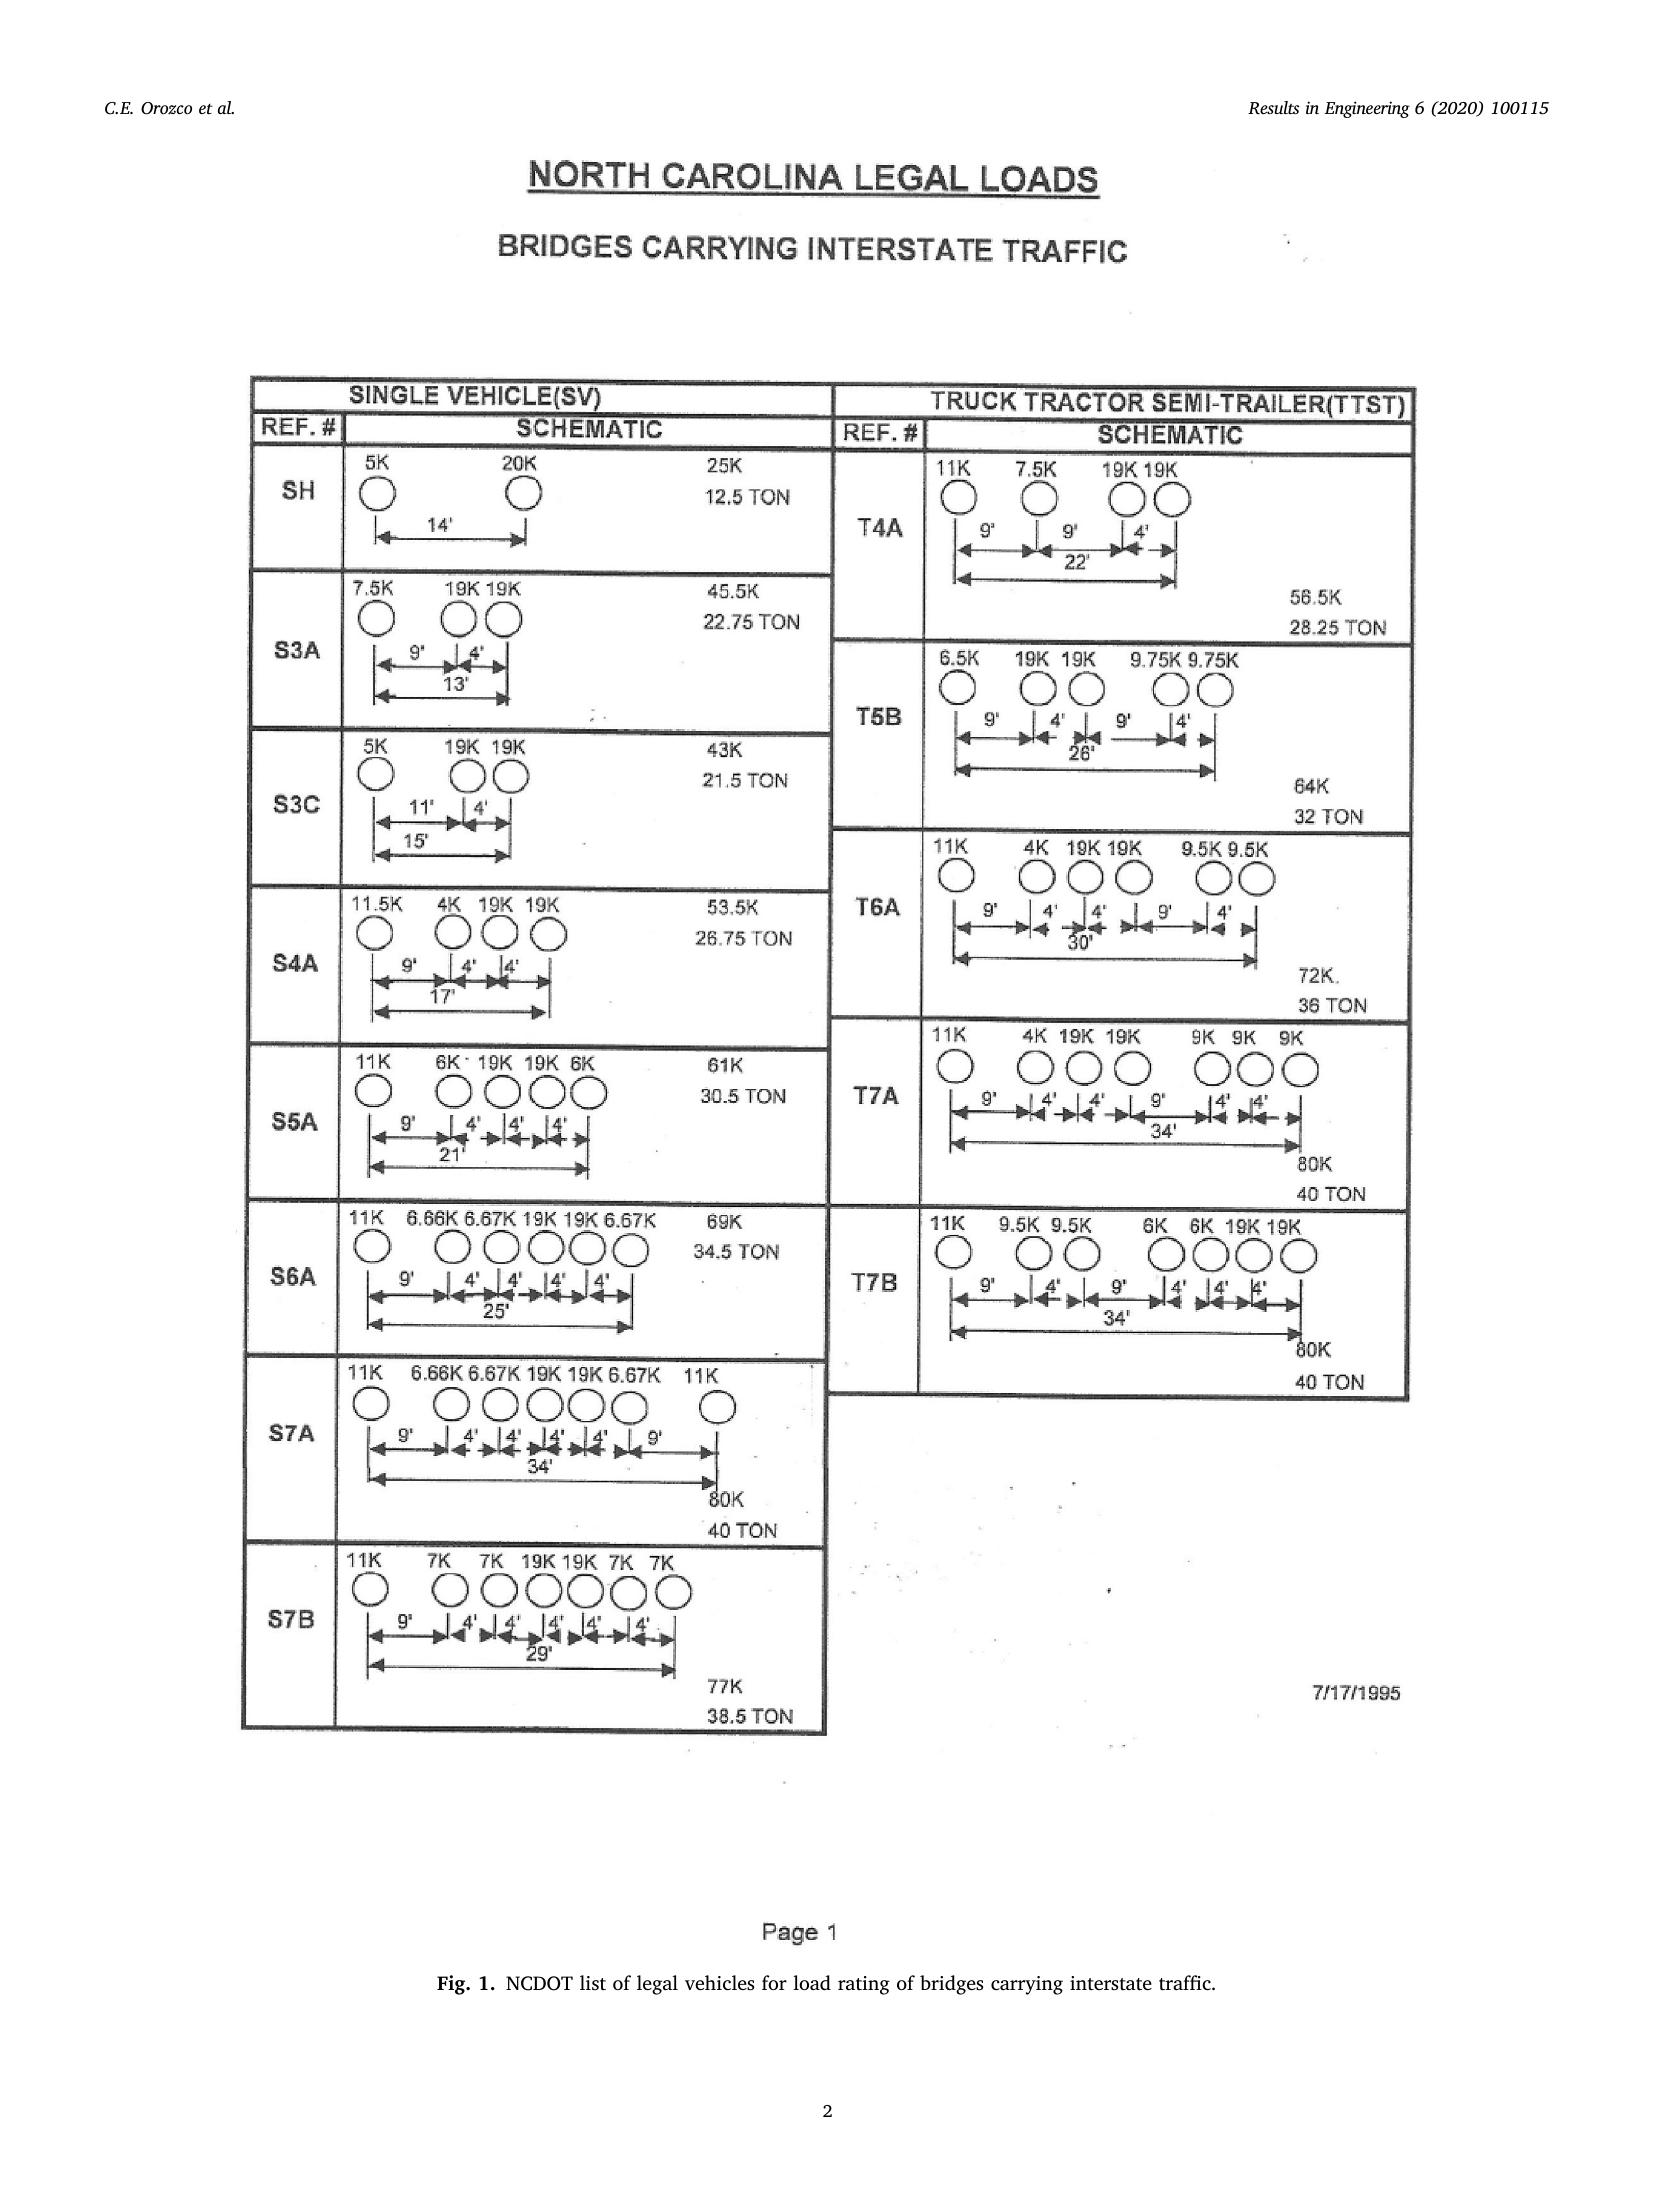 C.E. Orozco et al.
Results in Engineering 6 (2020) 100115
NORTH CAROLINA LEGAL LOADS
BRIDGES CARRYING INTERSTATE TRAFFIC
SINGLE VEHICLE(SV)
REF. # SCHEMATIC
SH
5K 20K 25K
12.5 TON
14'
S3A
7.5K 19K 19K 45.5K
22.75 TON
9' 4'
13'
S3C
5K 19K 19K 43K
21.5 TON
11' 4'
15'
S4A
11.5K 4K 19K 19K 53.5K
26.75 TON
9' 4' 4'
17'
S5A
11K 6K 19K 19K 6K 61K
30.5 TON
9' 4' 4' 4'
21'
S6A
11K 6.66K 6.67K 19K 19K 6.67K 69K
34.5 TON
9' 4' 4' 4' 4'
25'
S7A
11K 6.66K 6.67K 19K 19K 6.67K 11K
9' 4' 4' 4' 4' 9'
34'
80K
40 TON
S7B
11K 7K 7K 19K 19K 7K 7K
9' 4' 4' 4' 4' 4'
29'
77K
38.5 TON
TRUCK TRACTOR SEMI-TRAILER(TTST)
REF. # SCHEMATIC
T4A
11K 7.5K 19K 19K
9' 9' 4'
22'
56.5K
28.25 TON
T5B
6.5K 19K 19K 9.75K 9.75K
9' 4' 9' 4'
26'
64K
32 TON
T6A
11K 4K 19K 19K 9.5K 9.5K
9' 4' 4' 9' 4'
30'
72K.
36 TON
T7A
11K 4K 19K 19K 9K 9K 9K
9' 4' 4' 9' 4' 4'
34'
80K
40 TON
T7B
11K 9.5K 9.5K 6K 6K 19K 19K
9' 4' 9' 4' 4' 4'
34'
80K
40 TON
7/17/1995
Page 1
Fig. 1. NCDOT list of legal vehicles for load rating of bridges carrying interstate traffic.
2